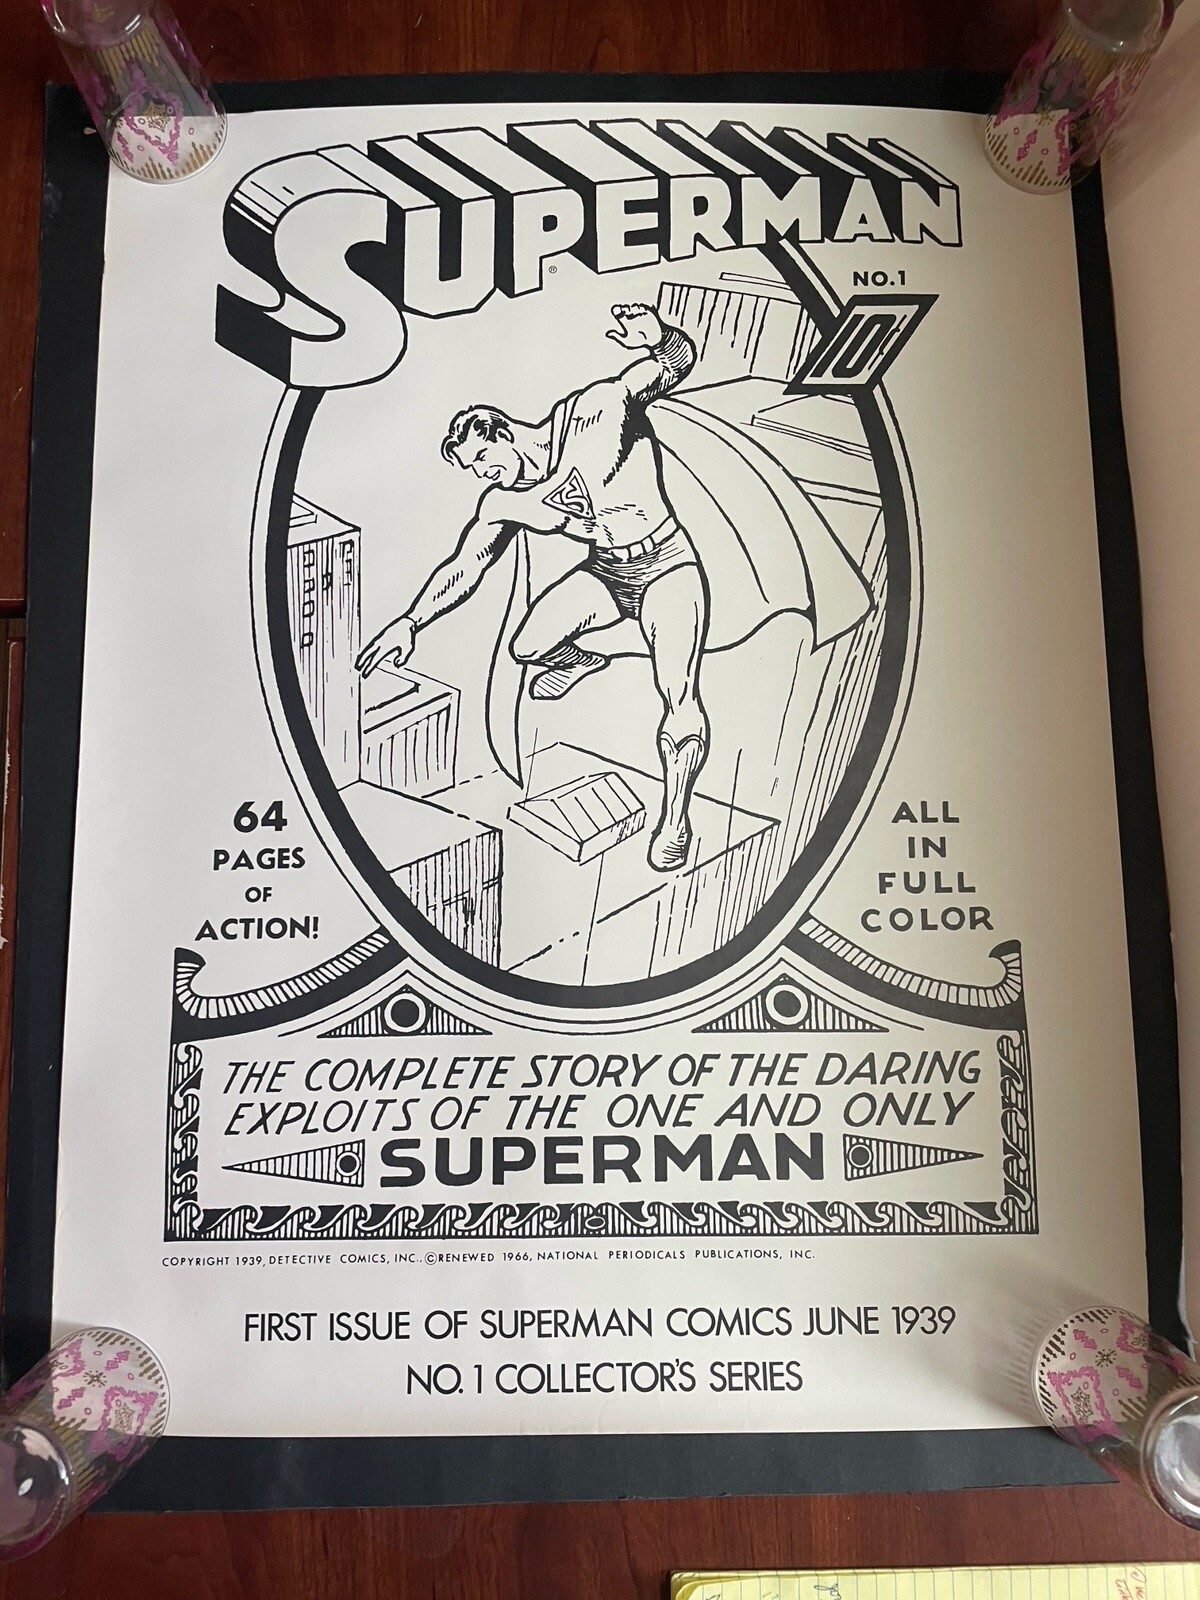 SUPERMAN
®
NO.1
10¢
S
64
PAGES
OF
ACTION!
ALL
IN
FULL
COLOR
THE COMPLETE STORY OF THE DARING
EXPLOITS OF THE ONE AND ONLY
SUPERMAN
COPYRIGHT 1939, DETECTIVE COMICS, INC., ©RENEWED 1966, NATIONAL PERIODICALS PUBLICATIONS, INC.
FIRST ISSUE OF SUPERMAN COMICS JUNE 1939
NO. 1 COLLECTOR'S SERIES